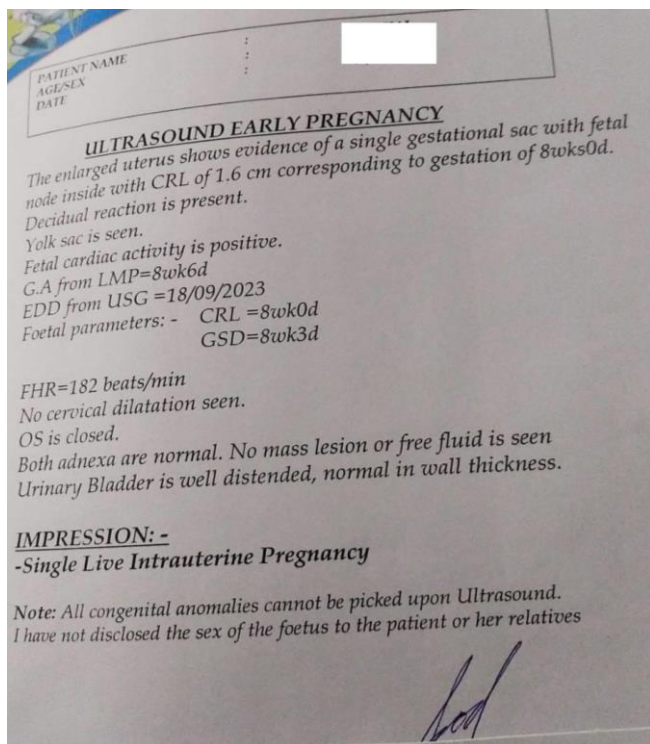 PATIENT NAME :
AGE/SEX :
DATE :
ULTRASOUND EARLY PREGNANCY
The enlarged uterus shows evidence of a single gestational sac with fetal
node inside with CRL of 1.6 cm corresponding to gestation of 8wks0d.
Decidual reaction is present.
Yolk sac is seen.
Fetal cardiac activity is positive.
G.A from LMP=8wk6d
EDD from USG =18/09/2023
Foetal parameters: - CRL =8wk0d
GSD=8wk3d
FHR=182 beats/min
No cervical dilatation seen.
OS is closed.
Both adnexa are normal. No mass lesion or free fluid is seen
Urinary Bladder is well distended, normal in wall thickness.
IMPRESSION: -
-Single Live Intrauterine Pregnancy
Note: All congenital anomalies cannot be picked upon Ultrasound.
I have not disclosed the sex of the foetus to the patient or her relatives